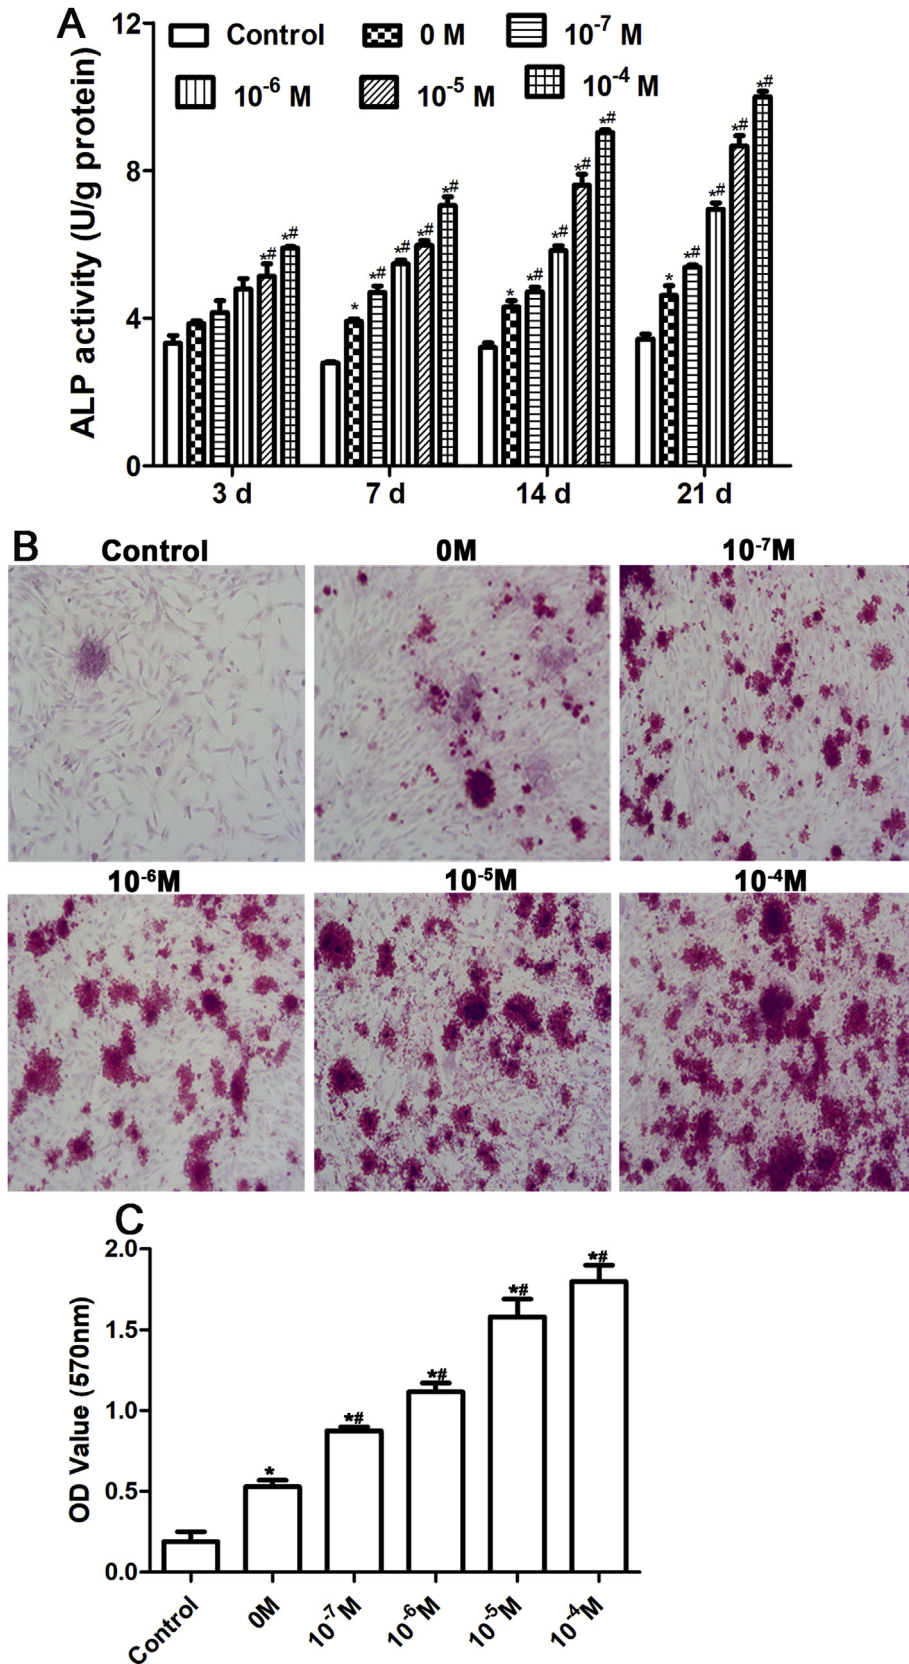 A
12
8
4
0
ALP activity (U/g protein)
Control 0 M 10⁻⁷ M
10⁻⁶ M 10⁻⁵ M 10⁻⁴ M
*# *#
* *# *# *# *#
* *# *# *# *#
* *# *# *# *#
3 d 7 d 14 d 21 d
B
Control 0M 10⁻⁷M
10⁻⁶M 10⁻⁵M 10⁻⁴M
C
2.0
1.5
1.0
0.5
0.0
OD Value (570nm)
* *# *# *# *#
Control 0M 10⁻⁷M 10⁻⁶M 10⁻⁵M 10⁻⁴M